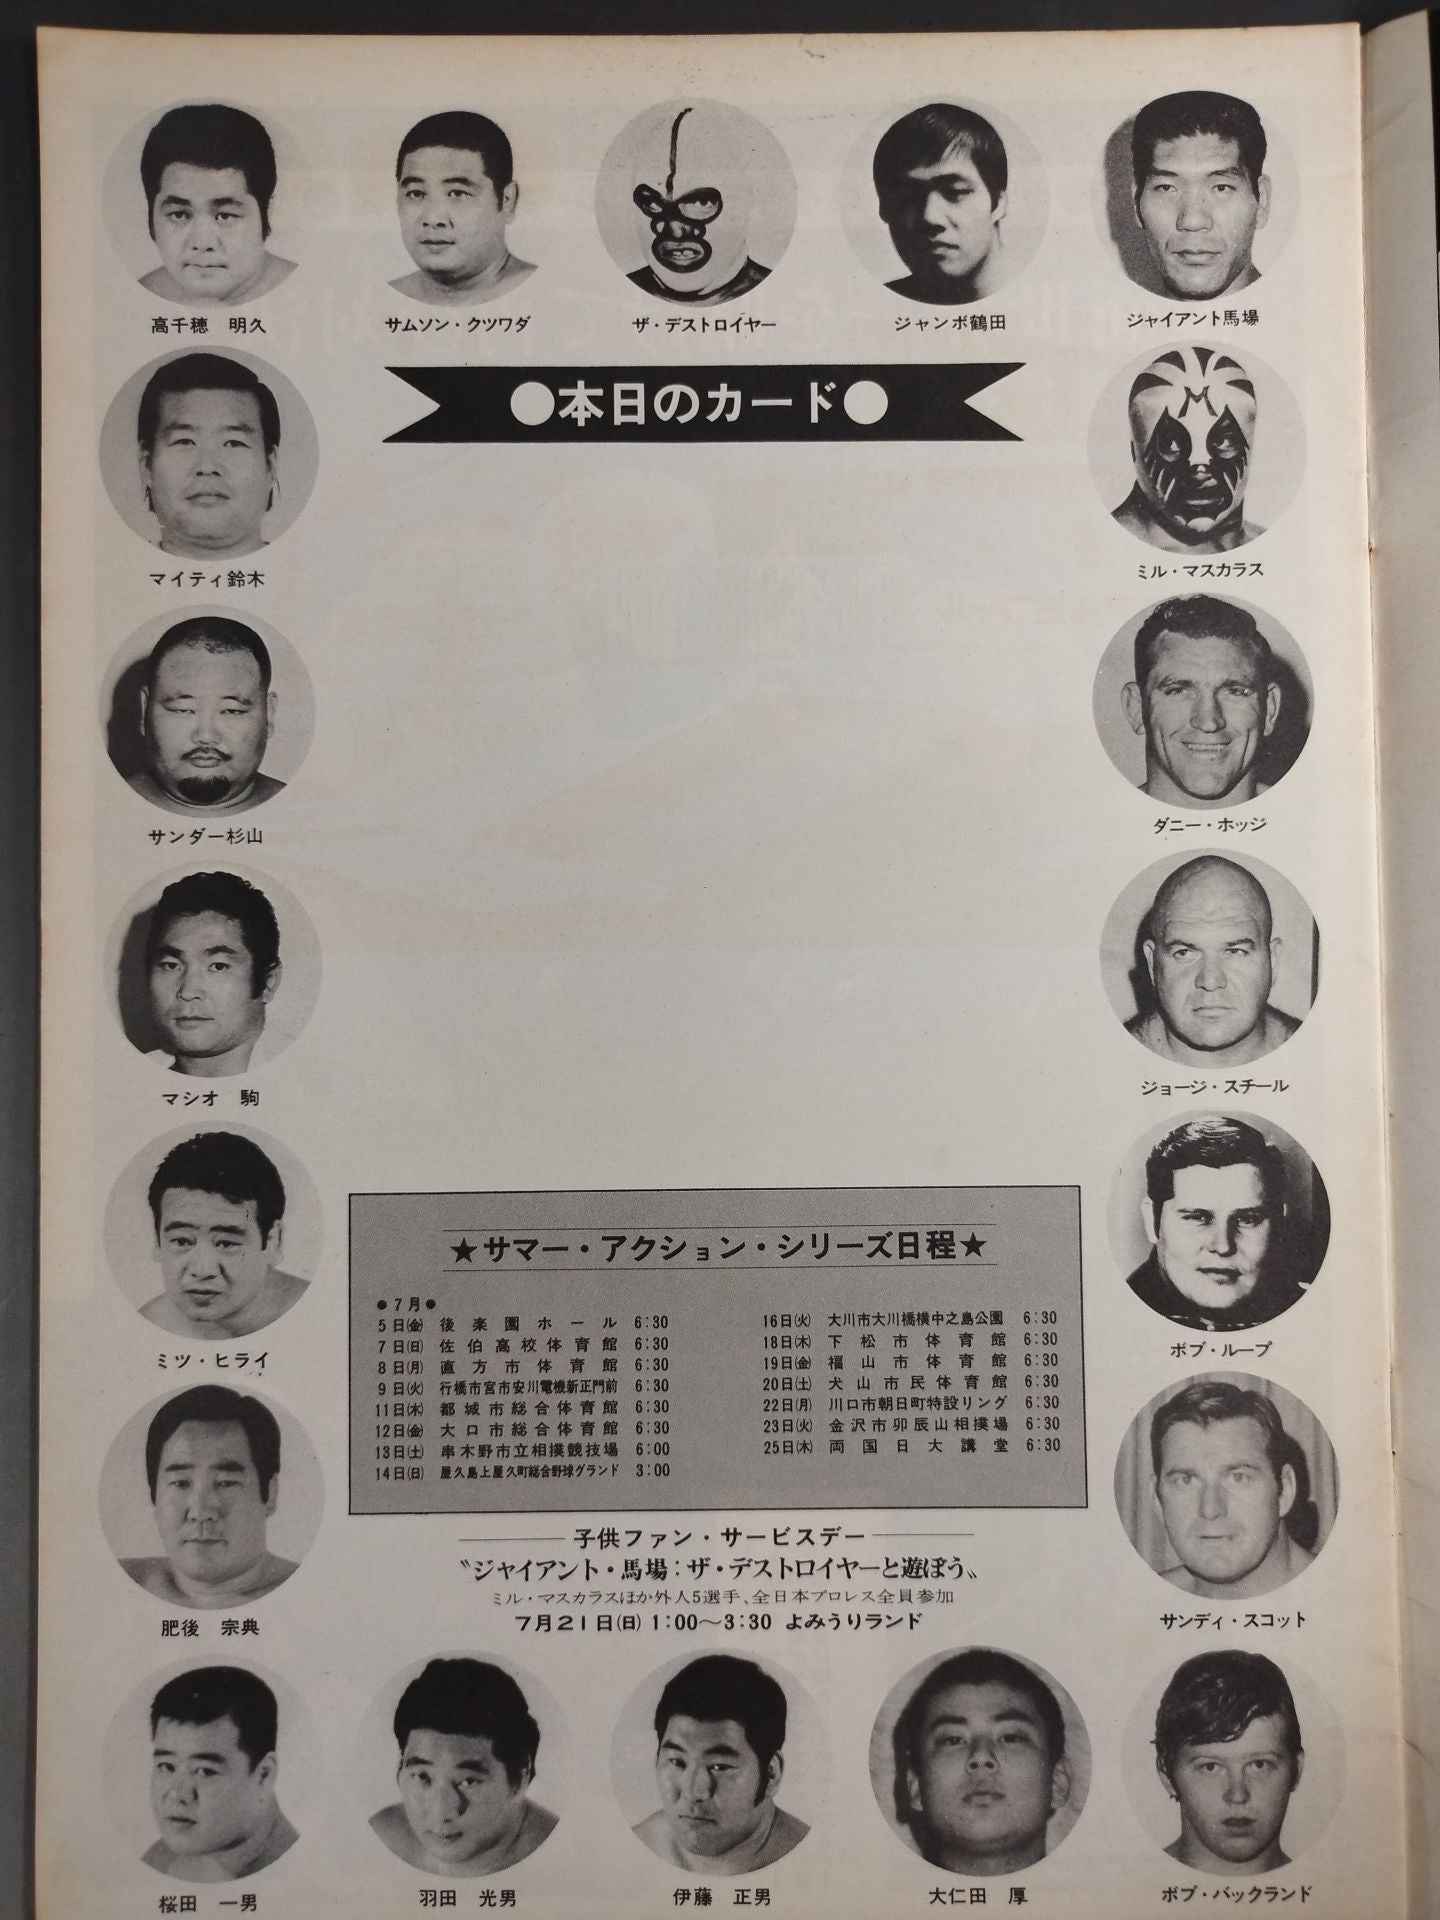 高千穂 明久
サムソン・クツワダ
ザ・デストロイヤー
ジャンボ鶴田
ジャイアント馬場
●本日のカード●
マイティ鈴木
ミル・マスカラス
サンダー杉山
ダニー・ホッジ
マシオ 駒
ジョージ・スチール
ミツ・ヒライ
ボブ・ループ
肥後 宗典
サンディ・スコット
★サマー・アクション・シリーズ日程★
●7月●
5日㈮ 後楽園ホール 6:30
7日㈰ 佐伯高校体育館 6:30
8日㈪ 直方市体育館 6:30
9日㈫ 行橋市宮市安川電機新正門前 6:30
11日㈭ 都城市総合体育館 6:30
12日㈮ 大口市総合体育館 6:30
13日㈯ 串木野市立相撲競技場 6:00
14日㈰ 屋久島上屋久町総合野球グランド 3:00
16日㈫ 大川市大川橋横中之島公園 6:30
18日㈭ 下松市体育館 6:30
19日㈮ 福山市体育館 6:30
20日㈯ 犬山市民体育館 6:30
22日㈪ 川口市朝日町特設リング 6:30
23日㈫ 金沢市卯辰山相撲場 6:30
25日㈭ 両国日大講堂 6:30
子供ファン・サービスデー
〝ジャイアント・馬場:ザ・デストロイヤーと遊ぼう〟
ミル・マスカラスほか外人5選手、全日本プロレス全員参加
7月21日㈰ 1:00〜3:30 よみうりランド
桜田 一男
羽田 光男
伊藤 正男
大仁田 厚
ボブ・バックランド